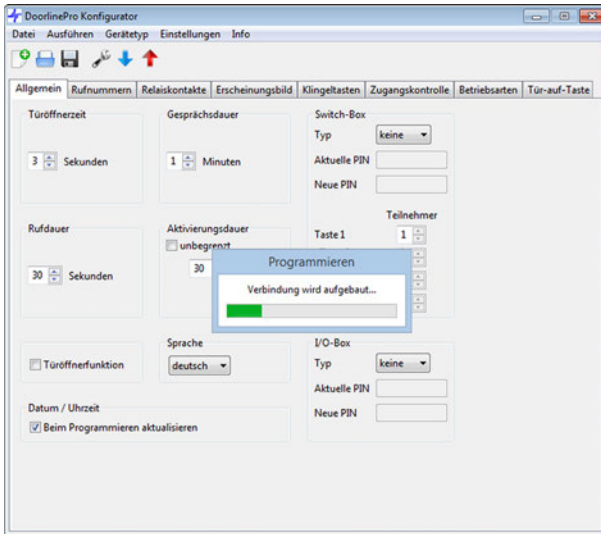 DoorlinePro Konfigurator
Datei Ausführen Gerätetyp Einstellungen Info
Allgemein Rufnummern Relaiskontakte Erscheinungsbild Klingeltasten Zugangskontrolle Betriebsarten Tür-auf-Taste
Türöffnerzeit
3 Sekunden
Gesprächsdauer
1 Minuten
Switch-Box
Typ keine
Aktuelle PIN
Neue PIN
Teilnehmer
Taste 1 1
Rufdauer
30 Sekunden
Aktivierungsdauer
unbegrenzt
30
Programmieren
Verbindung wird aufgebaut...
Türöffnerfunktion
Sprache
deutsch
I/O-Box
Typ keine
Aktuelle PIN
Neue PIN
Datum / Uhrzeit
Beim Programmieren aktualisieren